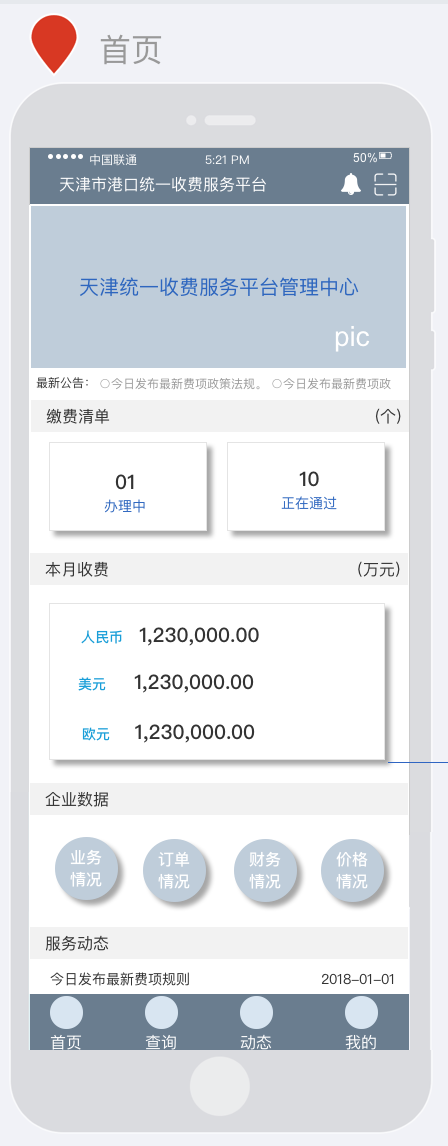 首页
中国联通 5:21 PM 50%
天津市港口统一收费服务平台
天津统一收费服务平台管理中心
pic
最新公告: 〇今日发布最新费项政策法规。 〇今日发布最新费项政
缴费清单 (个)
01 10
办理中 正在通过
本月收费 (万元)
人民币 1,230,000.00
美元 1,230,000.00
欧元 1,230,000.00
企业数据
业务情况 订单情况 财务情况 价格情况
服务动态
今日发布最新费项规则 2018-01-01
首页 查询 动态 我的